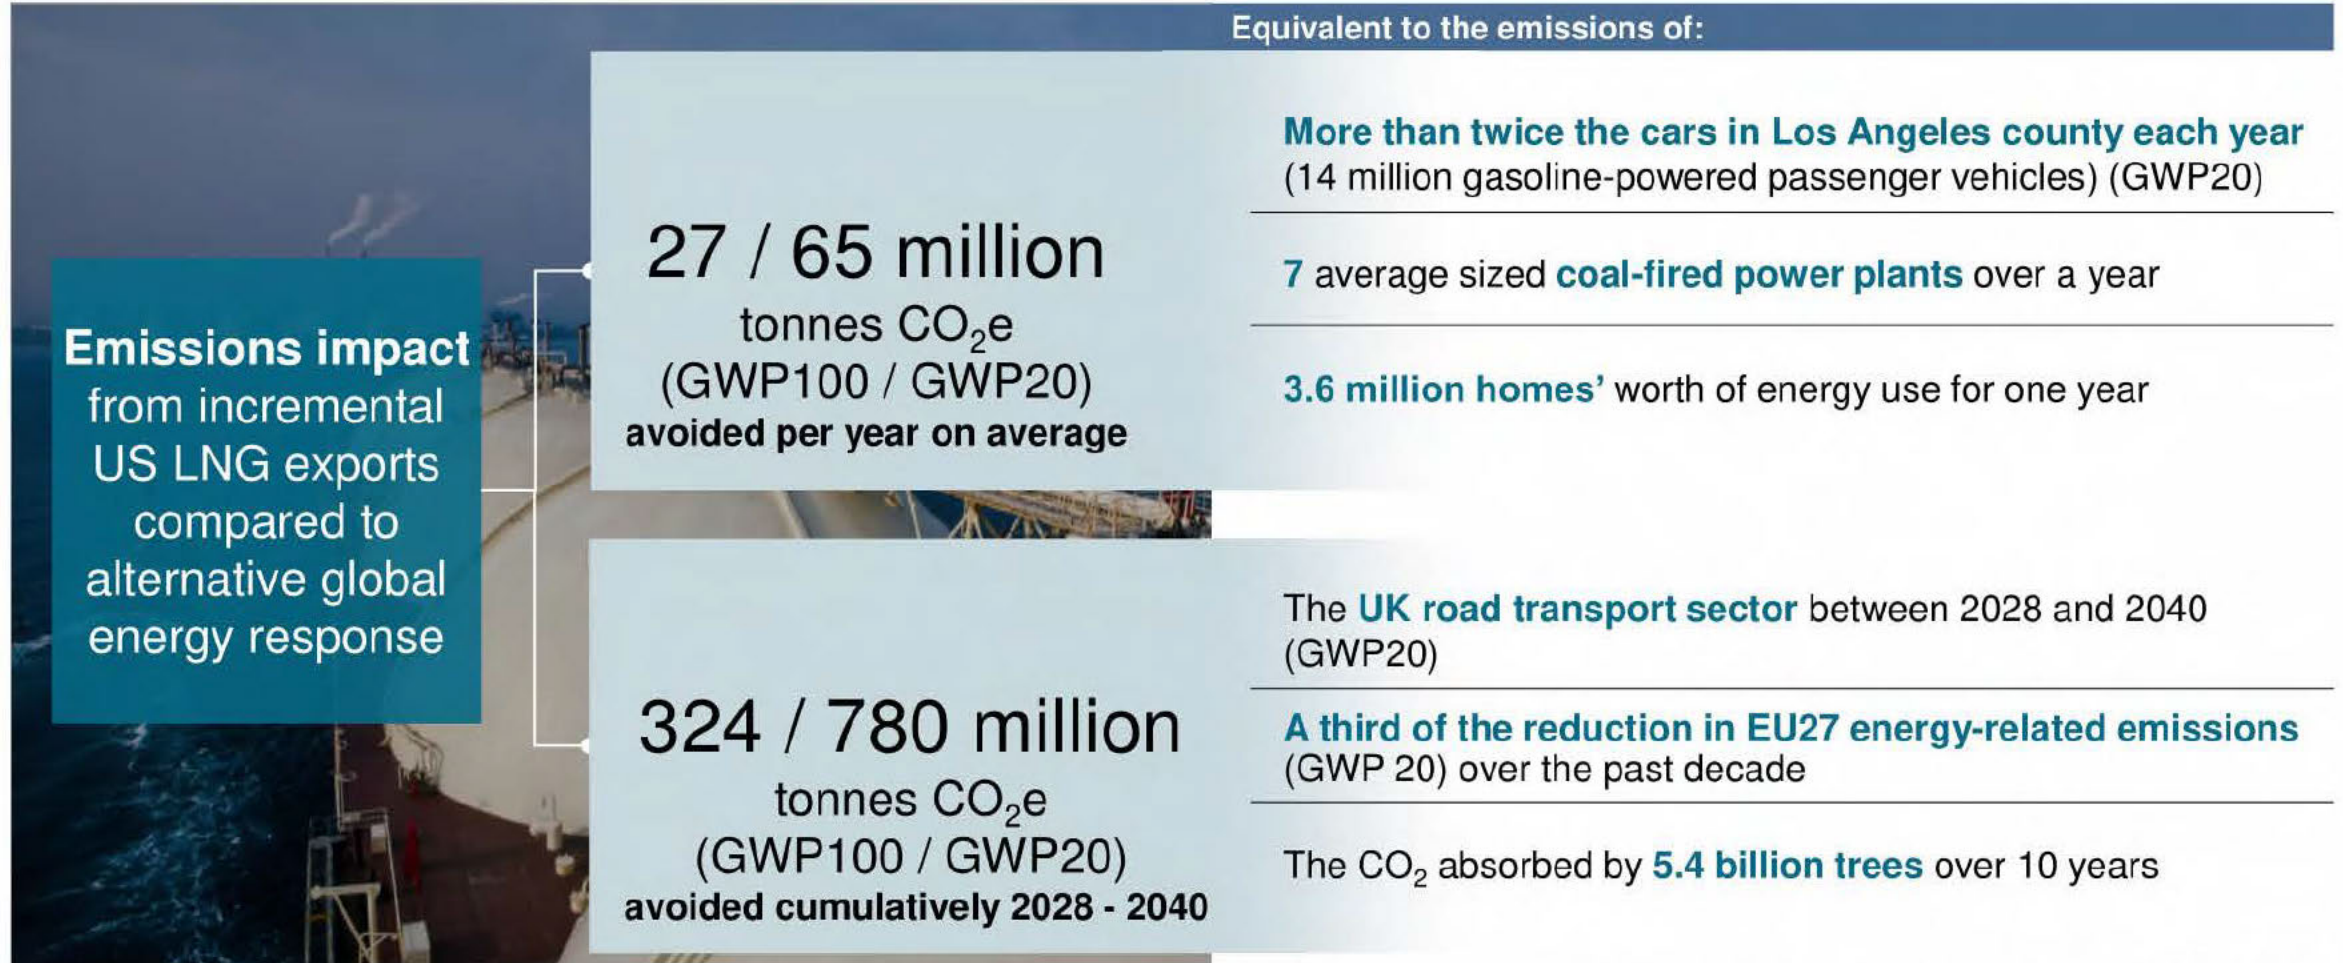 Equivalent to the emissions of:
Emissions impact
from incremental
US LNG exports
compared to
alternative global
energy response
27 / 65 million
tonnes CO₂e
(GWP100 / GWP20)
avoided per year on average
More than twice the cars in Los Angeles county each year
(14 million gasoline-powered passenger vehicles) (GWP20)
7 average sized coal-fired power plants over a year
3.6 million homes’ worth of energy use for one year
324 / 780 million
tonnes CO₂e
(GWP100 / GWP20)
avoided cumulatively 2028 - 2040
The UK road transport sector between 2028 and 2040
(GWP20)
A third of the reduction in EU27 energy-related emissions
(GWP 20) over the past decade
The CO₂ absorbed by 5.4 billion trees over 10 years